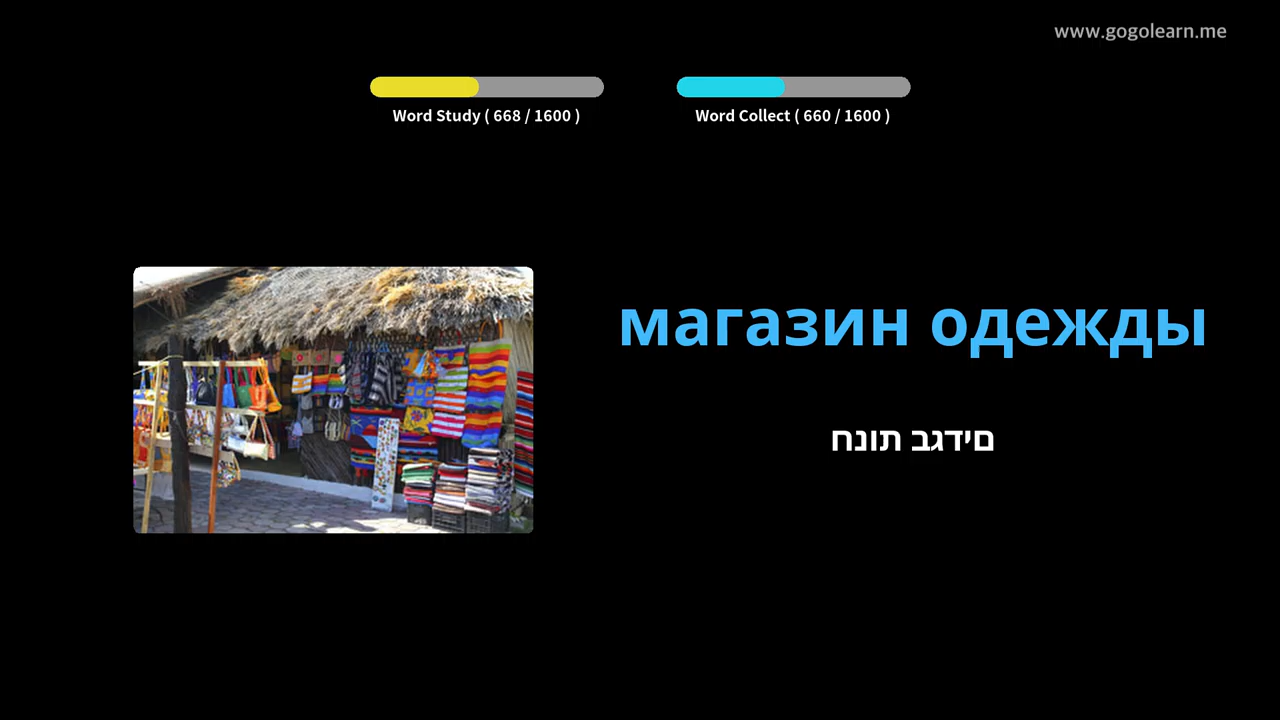 www.gogolearn.me
Word Study ( 668 / 1600 )
Word Collect ( 660 / 1600 )
магазин одежды
חנות בגדים